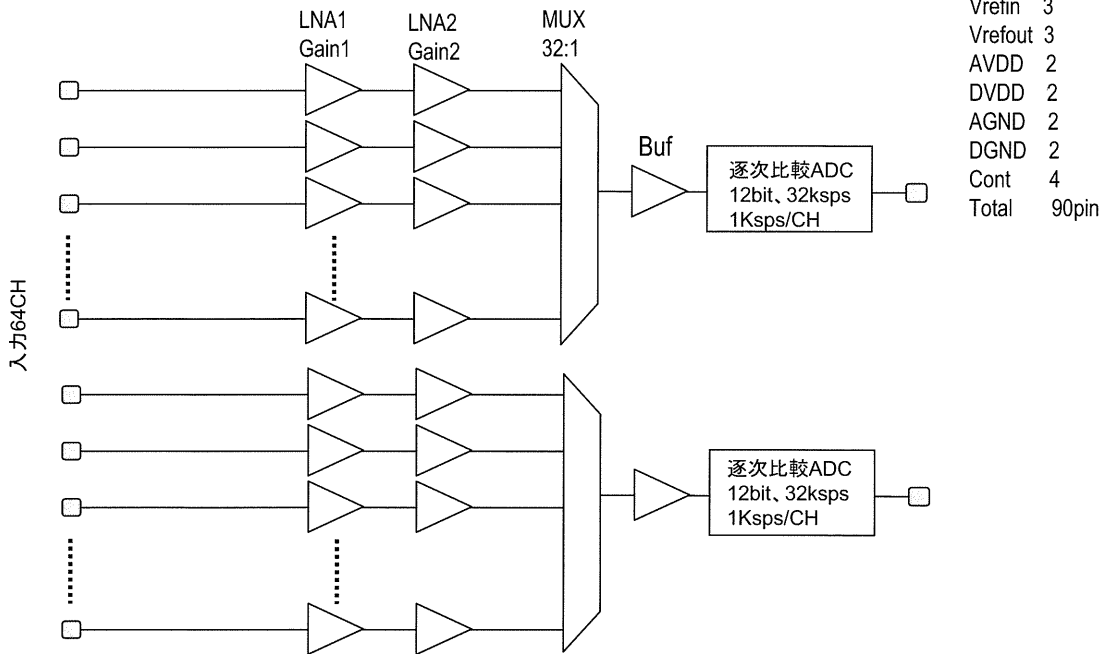 LNA1
Gain1
LNA2
Gain2
MUX
32:1
Vrefin 3
Vrefout 3
AVDD 2
DVDD 2
AGND 2
DGND 2
Cont 4
Total 90pin
Buf
逐次比較ADC
12bit、32ksps
1Ksps/CH
入力64CH
逐次比較ADC
12bit、32ksps
1Ksps/CH